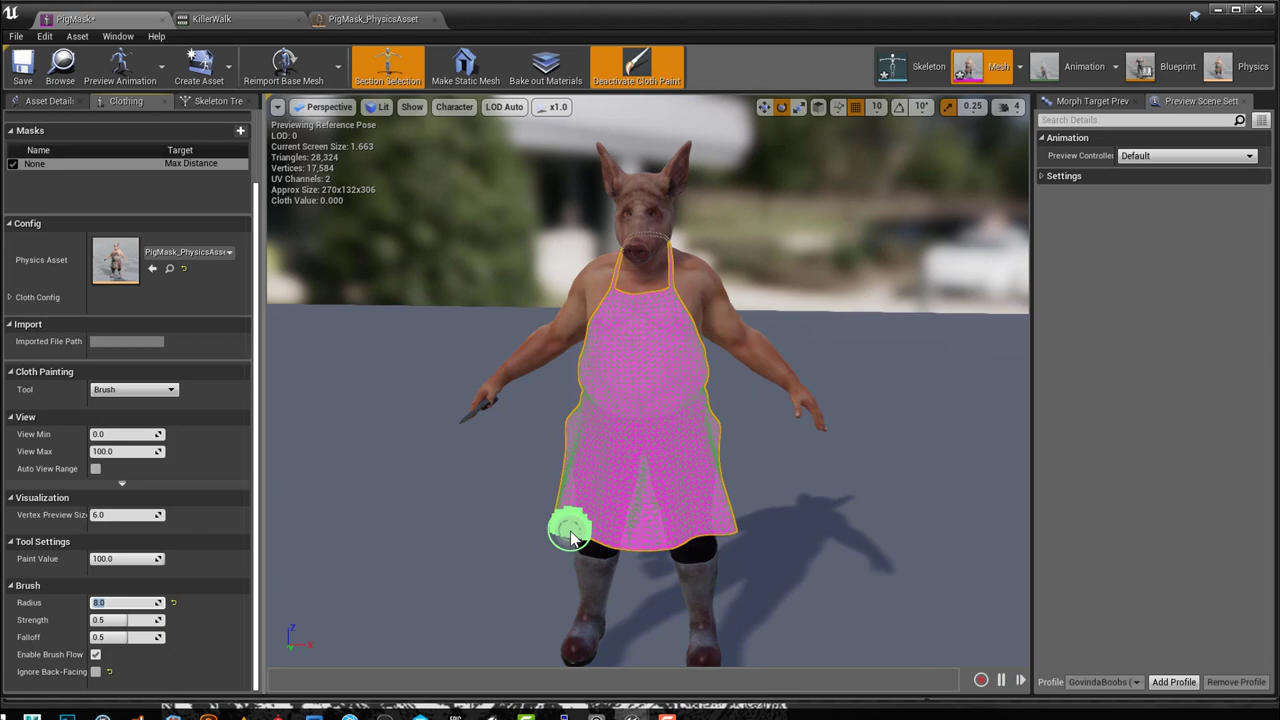 PigMask*
KillerWalk
PigMask_PhysicsAsset
File Edit Asset Window Help
Save Browse Preview Animation Create Asset Reimport Base Mesh Section Selection Make Static Mesh Bake out Materials Deactivate Cloth Paint Skeleton Mesh Animation Blueprint Physics
Asset Details Clothing Skeleton Tre
Perspective Lit Show Character LOD Auto x1.0 10 10° 0.25 4
Morph Target Prev Preview Scene Sett
Masks
Name Target
None Max Distance
Config
Physics Asset PigMask_PhysicsAsse
Cloth Config
Import
Imported File Path
Cloth Painting
Tool Brush
View
View Min 0.0
View Max 100.0
Auto View Range
Visualization
Vertex Preview Siz 6.0
Tool Settings
Paint Value 100.0
Brush
Radius 8.0
Strength 0.5
Falloff 0.5
Enable Brush Flow
Ignore Back-Facing
Previewing Reference Pose
LOD: 0
Current Screen Size: 1.663
Triangles: 28,324
Vertices: 17,584
UV Channels: 2
Approx Size: 270x132x306
Cloth Value: 0.000
Z
X
Y
Search Details
Animation
Preview Controller Default
Settings
Profile GovindaBoobs ( Add Profile Remove Profile